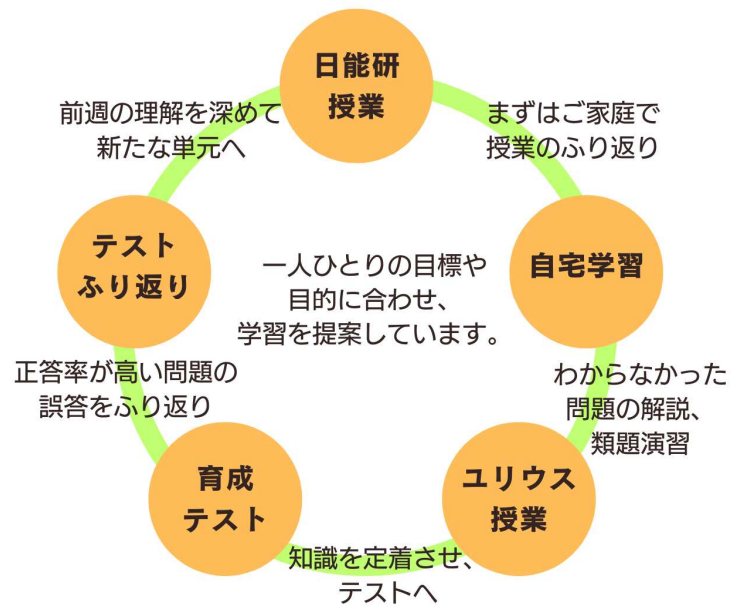 日能研
授業
まずはご家庭で
授業のふり返り
自宅学習
わからなかった
問題の解説、
類題演習
ユリウス
授業
知識を定着させ、
テストへ
育成
テスト
正答率が高い問題の
誤答をふり返り
テスト
ふり返り
前週の理解を深めて
新たな単元へ
一人ひとりの目標や
目的に合わせ、
学習を提案しています。